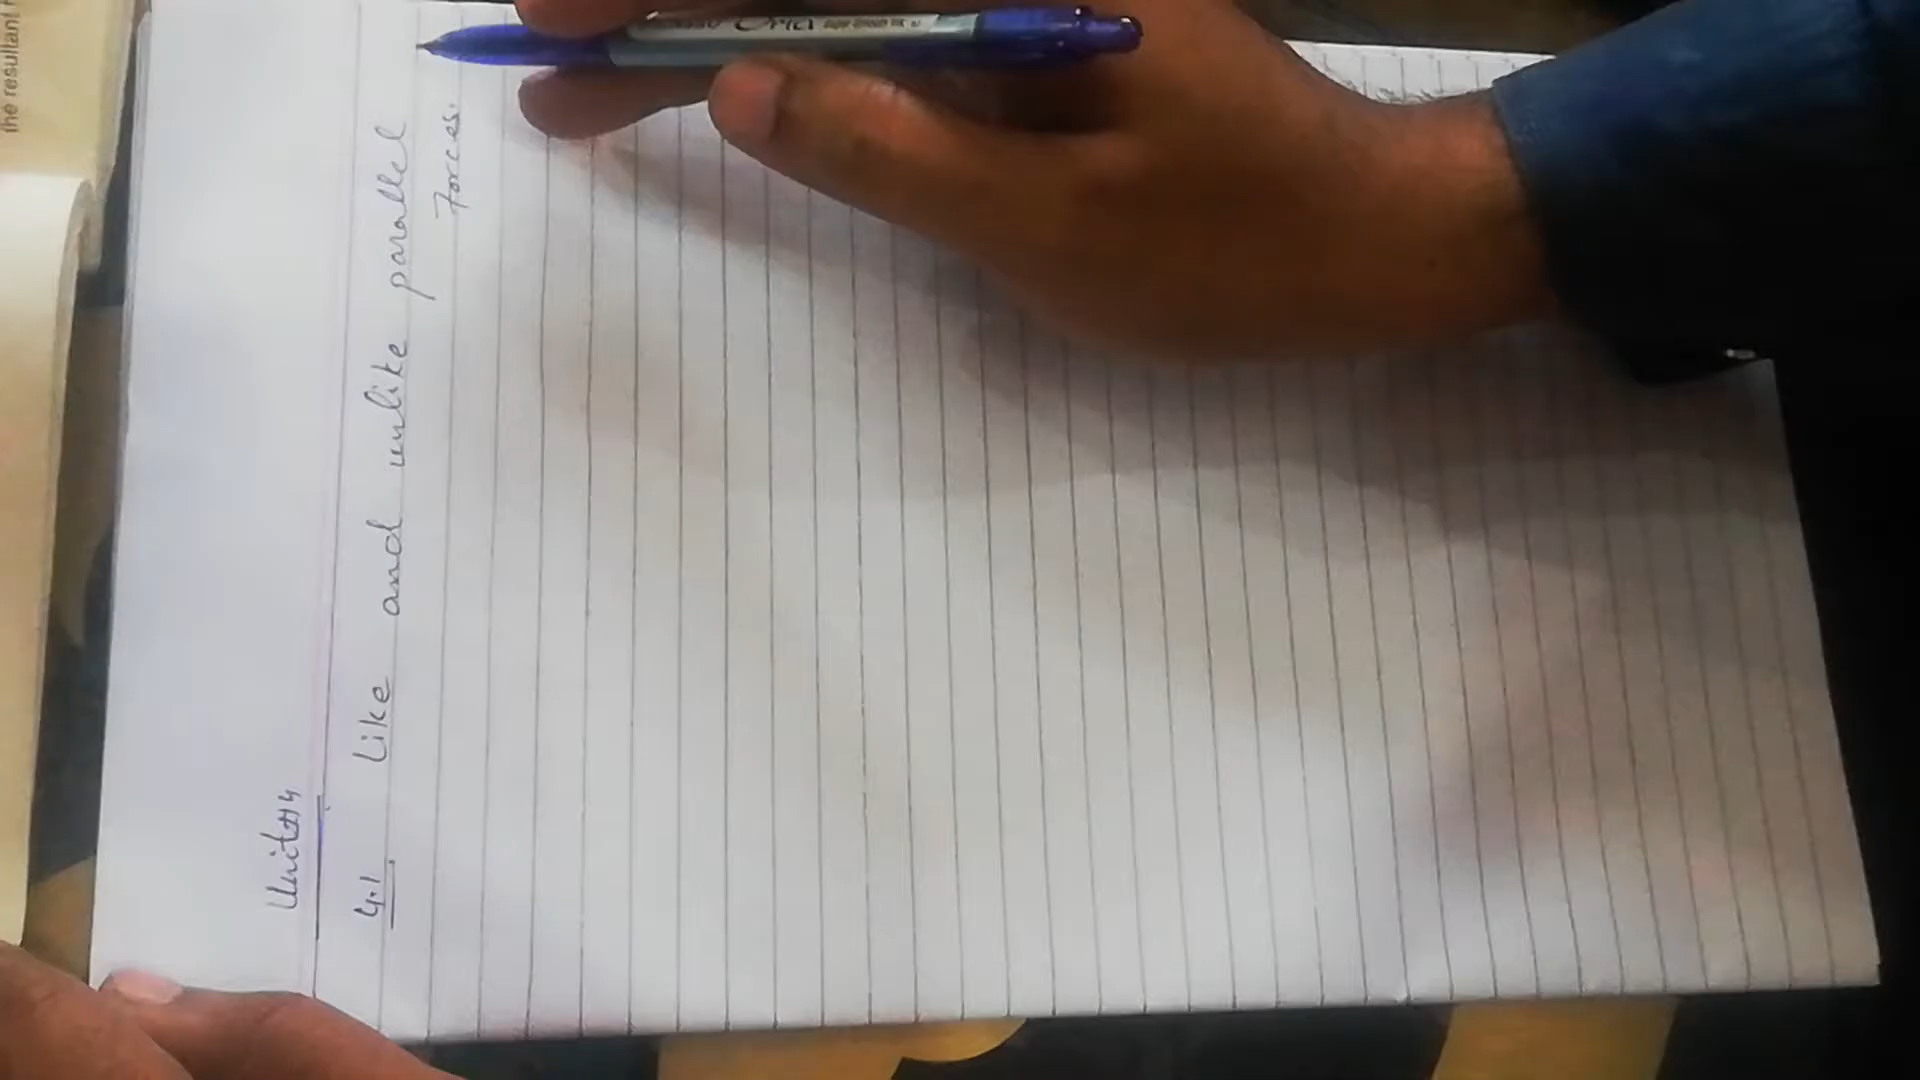 the resultant
Unit#4
4.1 Like and unlike parallel
Forces.